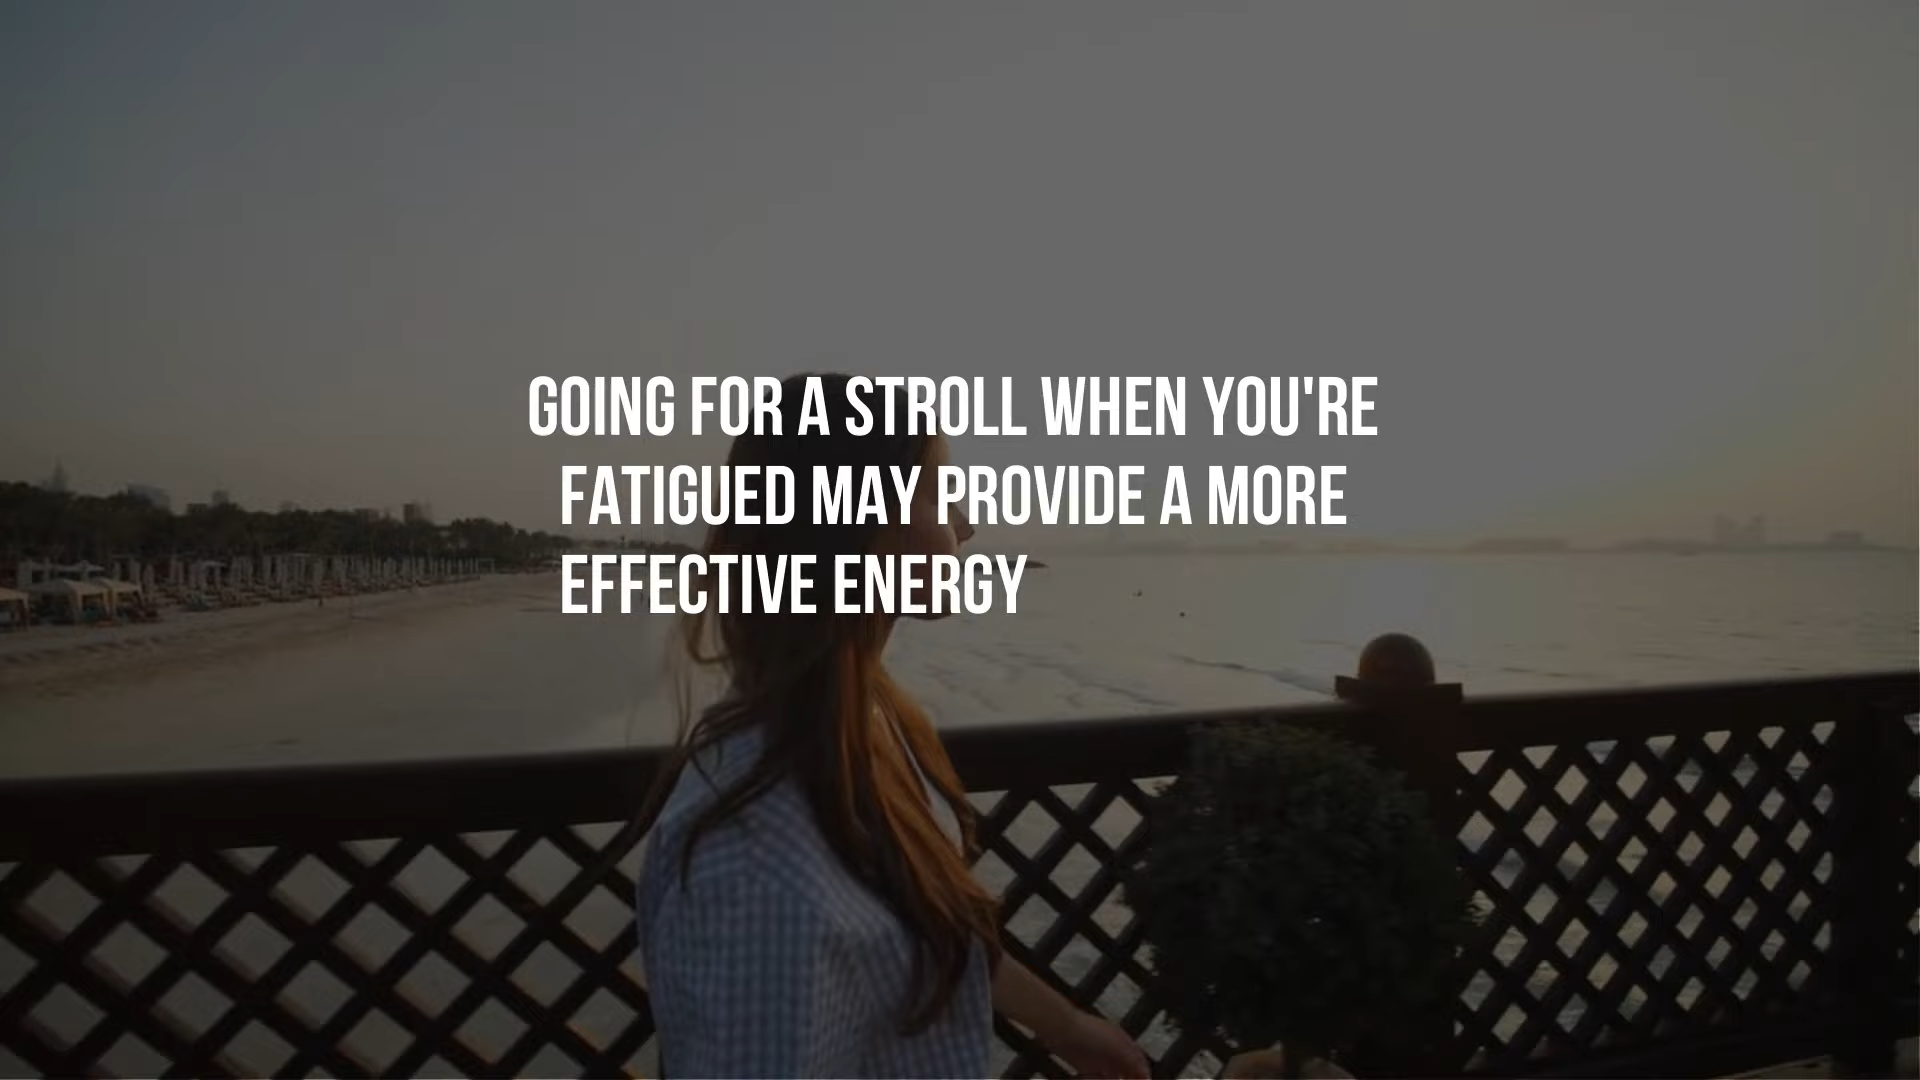 GOING FOR A STROLL WHEN YOU'RE
FATIGUED MAY PROVIDE A MORE
EFFECTIVE ENERGY